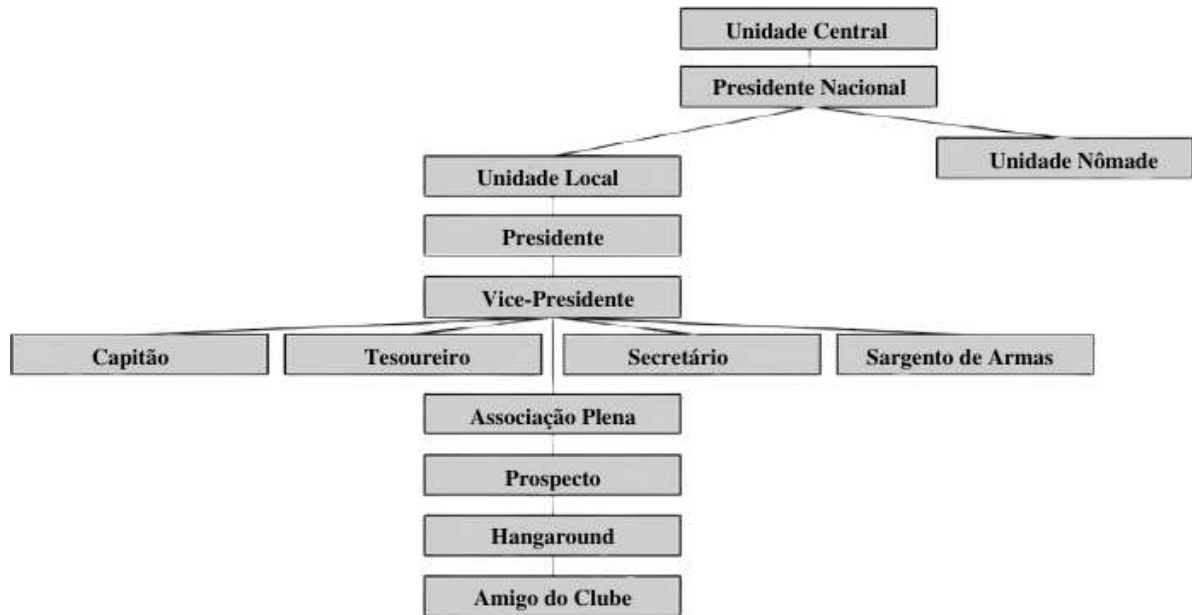 Unidade Central
Presidente Nacional
Unidade Nômade
Unidade Local
Presidente
Vice-Presidente
Capitão
Tesoureiro
Secretário
Sargento de Armas
Associação Plena
Prospecto
Hangaround
Amigo do Clube